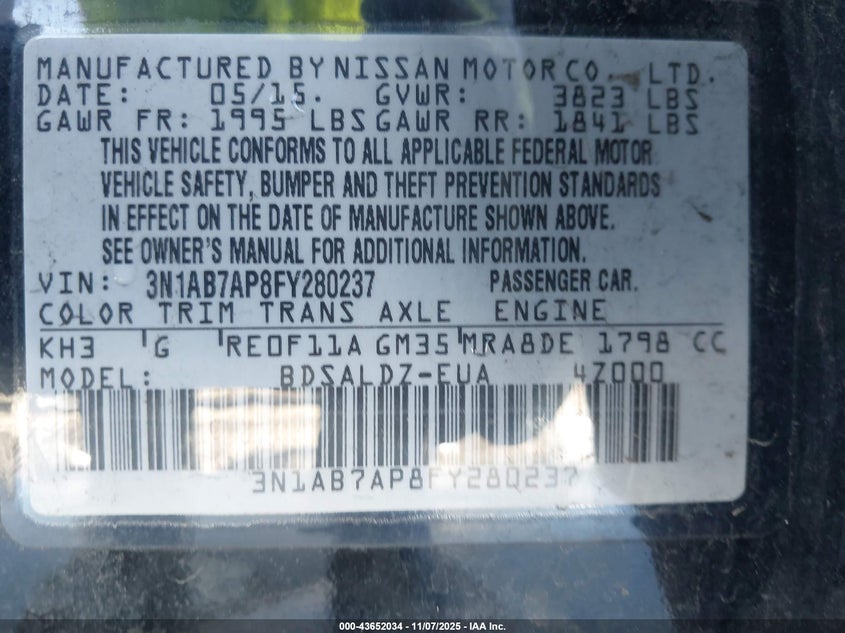 MANUFACTURED BY NISSAN MOTOR CO. LTD.
DATE: 05/15. GVWR: 3823 LBS
GAWR FR: 1995 LBS GAWR RR: 1841 LBS
THIS VEHICLE CONFORMS TO ALL APPLICABLE FEDERAL MOTOR
VEHICLE SAFETY, BUMPER AND THEFT PREVENTION STANDARDS
IN EFFECT ON THE DATE OF MANUFACTURE SHOWN ABOVE.
SEE OWNER'S MANUAL FOR ADDITIONAL INFORMATION.
VIN: 3N1AB7AP8FY280237 PASSENGER CAR.
COLOR TRIM TRANS AXLE ENGINE
KH3 G RE0F11A GM35 MRA8DE 1798 CC
MODEL: BDSALDZ-EUA 4Z000
3N1AB7AP8FY280237
000-43652034 - 11/07/2025 - IAA Inc.